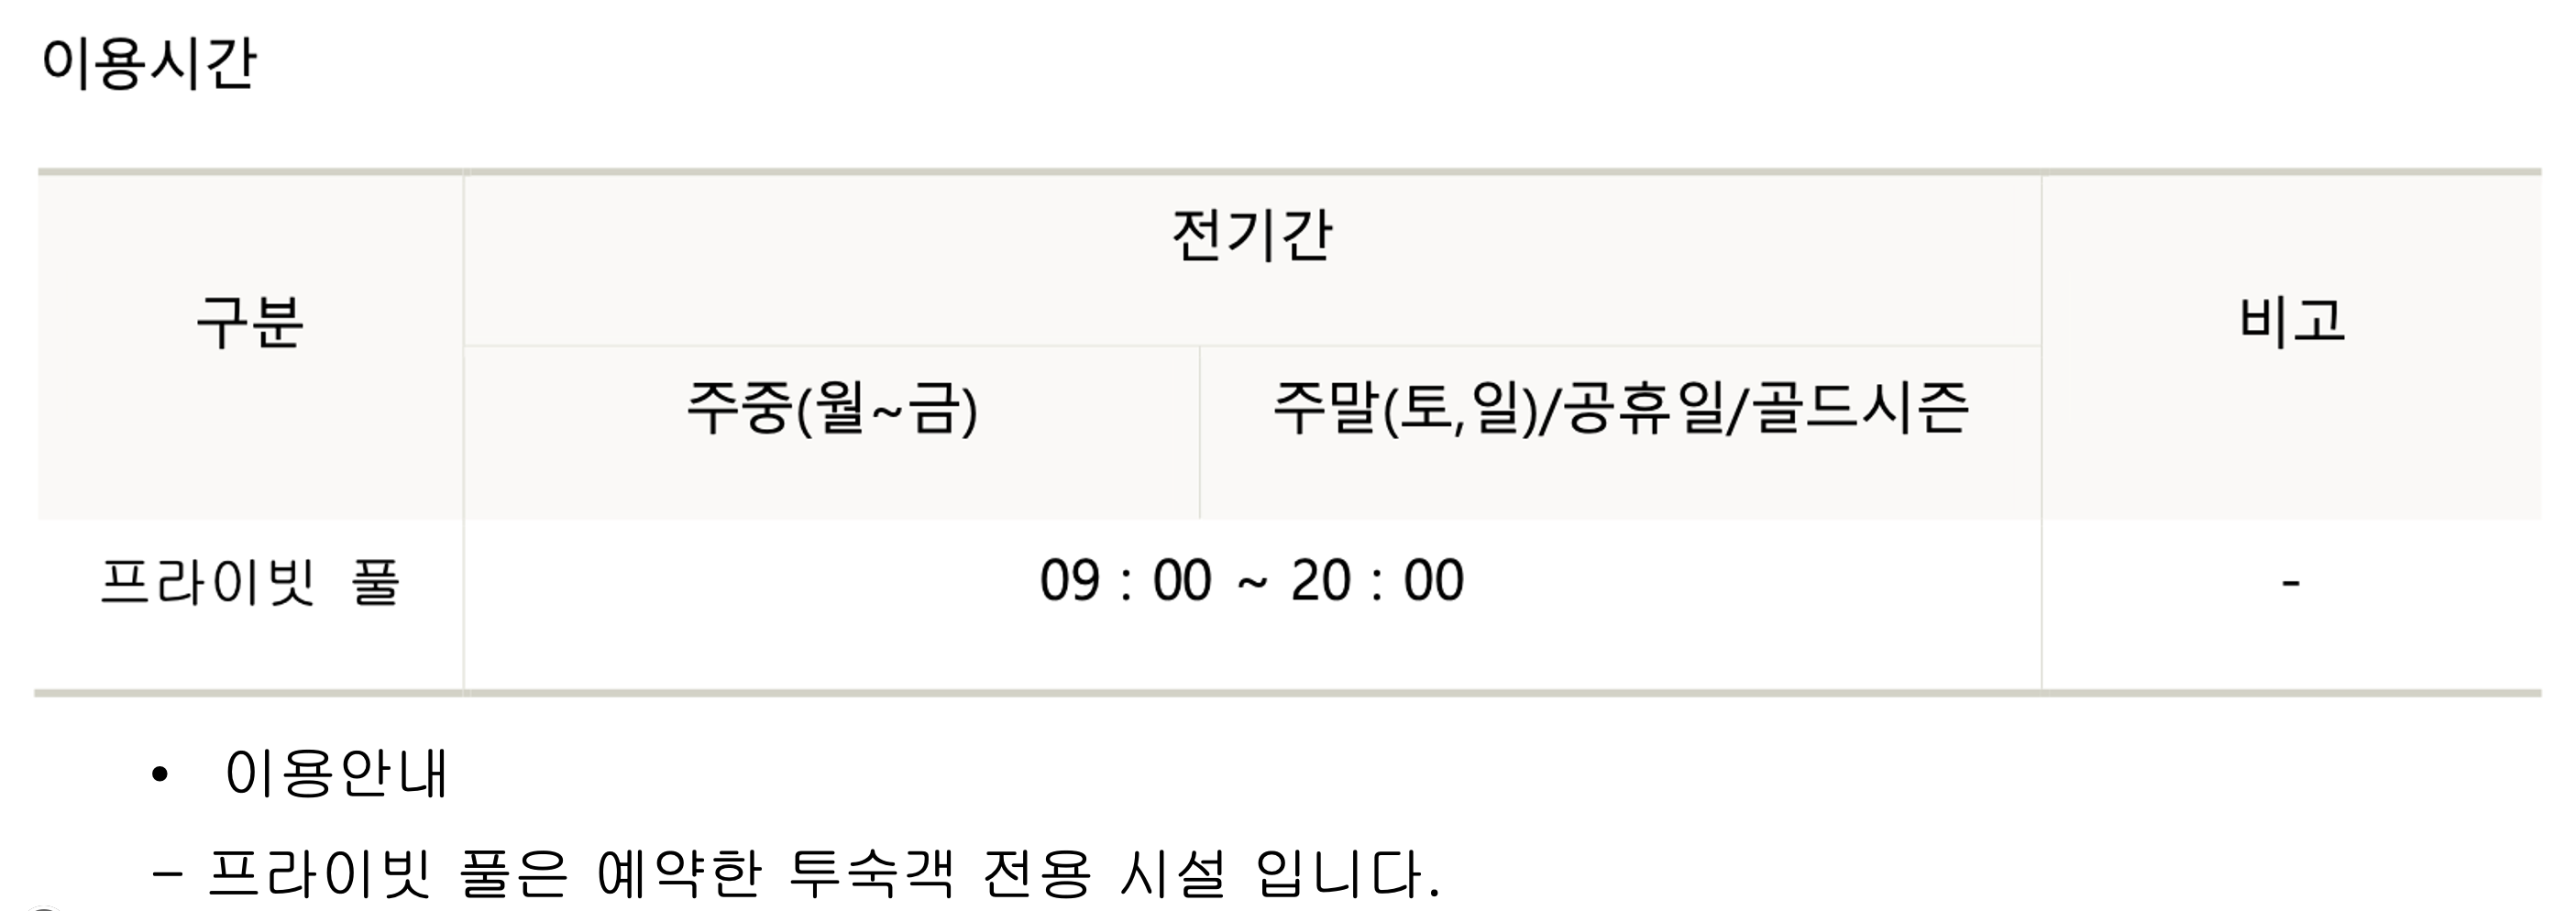 이용시간
전기간
구분
비고
주중(월~금)
주말(토,일)/공휴일/골드시즌
프라이빗 풀
09 : 00 ~ 20 : 00
-
• 이용안내
– 프라이빗 풀은 예약한 투숙객 전용 시설 입니다.